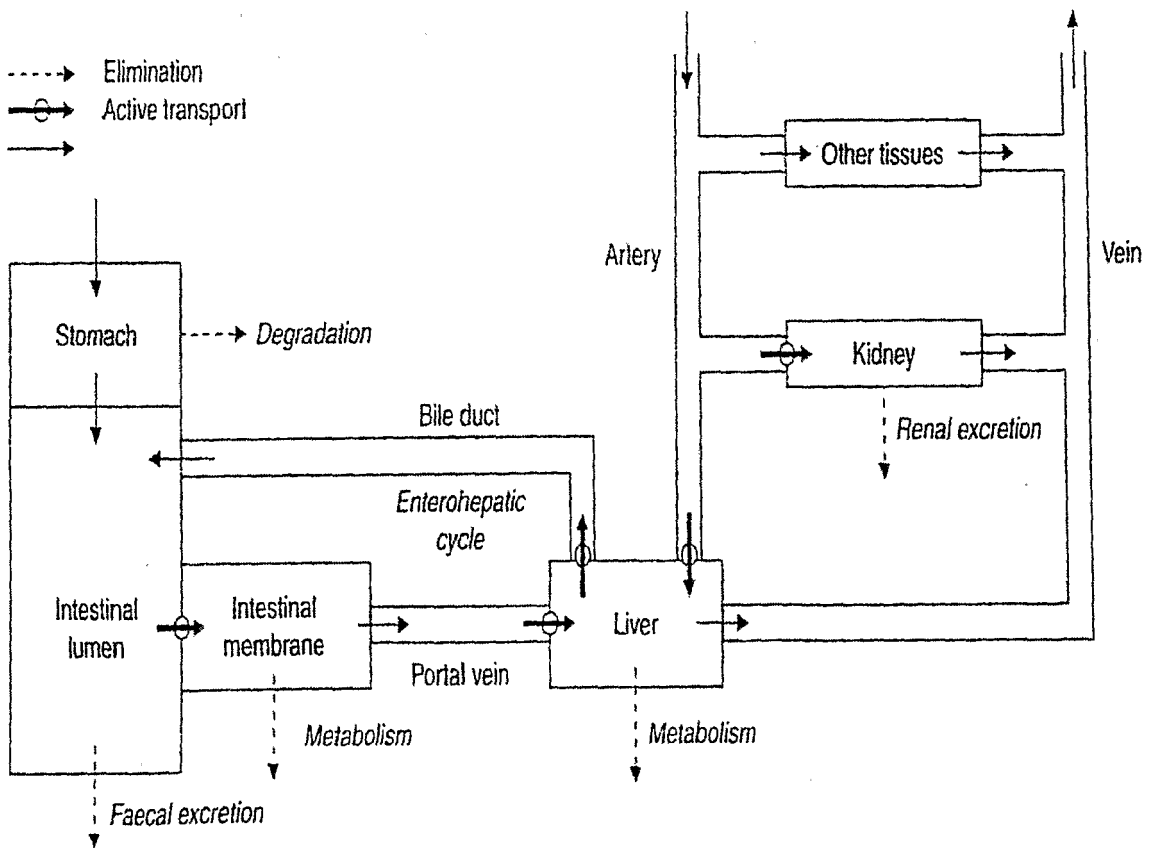 Elimination
Active transport
Other tissues
Artery
Vein
Stomach
Degradation
Kidney
Bile duct
Renal excretion
Enterohepatic
cycle
Intestinal
lumen
Intestinal
membrane
Liver
Portal vein
Metabolism
Metabolism
Faecal excretion